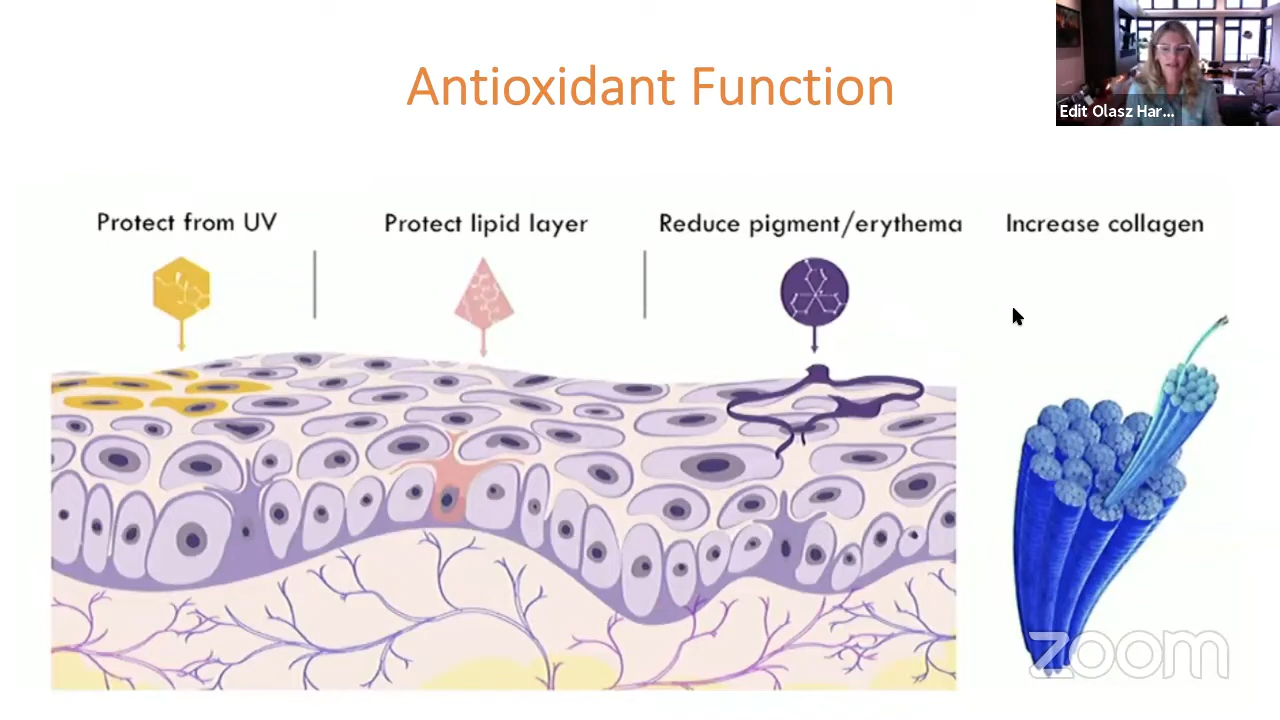 Antioxidant Function
Edit Olasz Har...
Protect from UV
Protect lipid layer
Reduce pigment/erythema
Increase collagen
zoom